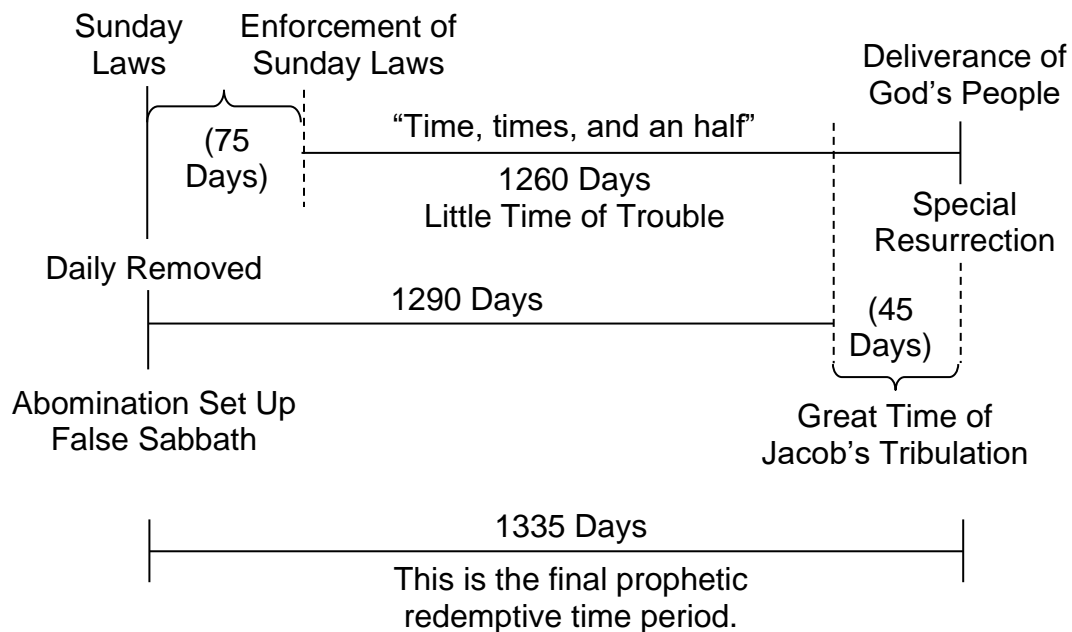 Sunday
Laws
Enforcement of
Sunday Laws
Deliverance of
God’s People
(75
Days)
“Time, times, and an half”
1260 Days
Little Time of Trouble
Special
Resurrection
Daily Removed
1290 Days
(45
Days)
Abomination Set Up
False Sabbath
Great Time of
Jacob’s Tribulation
1335 Days
This is the final prophetic
redemptive time period.